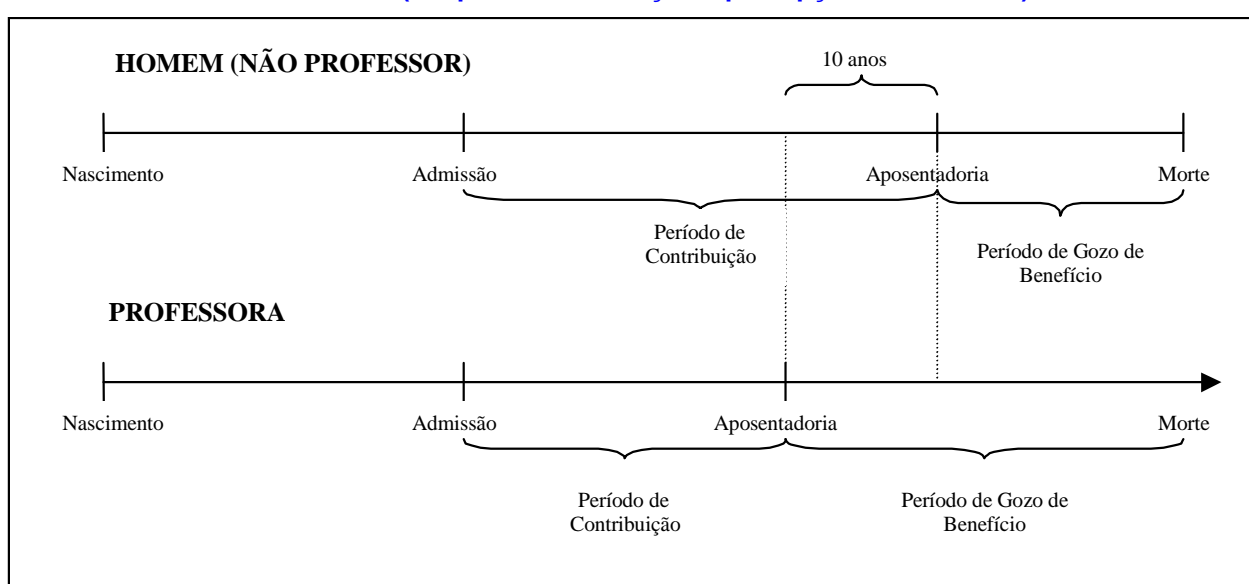 HOMEM (NÃO PROFESSOR)
10 anos
Nascimento
Admissão
Aposentadoria
Morte
Período de
Contribuição
Período de Gozo de
Benefício
PROFESSORA
Nascimento
Admissão
Aposentadoria
Morte
Período de
Contribuição
Período de Gozo de
Benefício